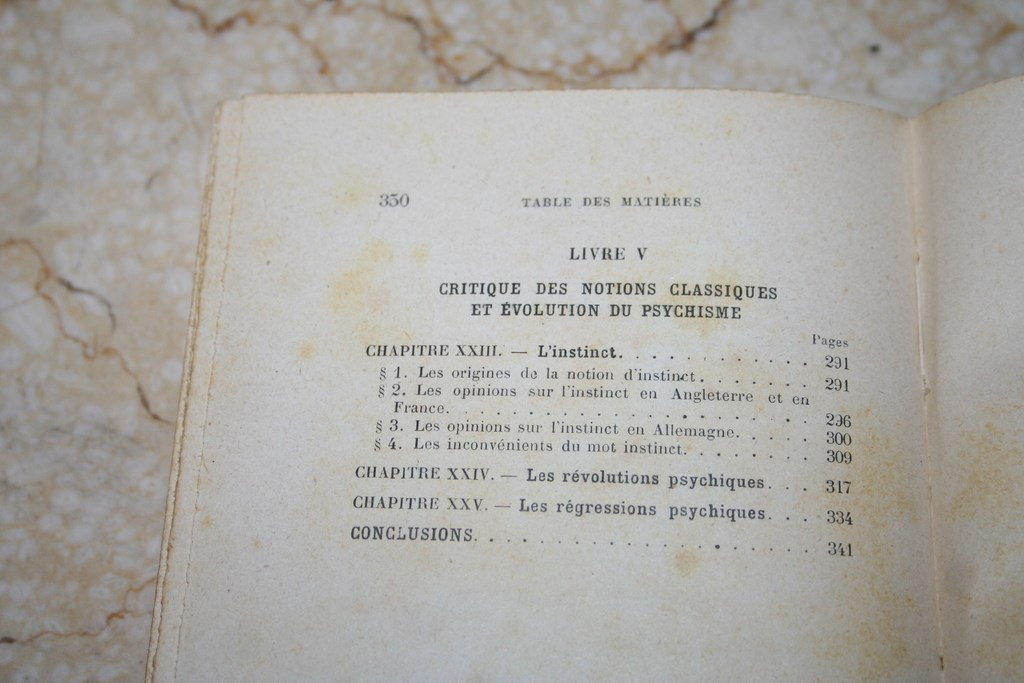 350 TABLE DES MATIÈRES
LIVRE V
CRITIQUE DES NOTIONS CLASSIQUES
ET ÉVOLUTION DU PSYCHISME
Pages
CHAPITRE XXIII. — L'instinct. . . . . . . . . . . . . 291
§ 1. Les origines de la notion d'instinct . . . . . . . 291
§ 2. Les opinions sur l'instinct en Angleterre et en
France. . . . . . . . . . . . . . . . . . . . 296
§ 3. Les opinions sur l'instinct en Allemagne. . . . . 300
§ 4. Les inconvénients du mot instinct. . . . . . . . 309
CHAPITRE XXIV. — Les révolutions psychiques. . . 317
CHAPITRE XXV. — Les régressions psychiques. . . 334
CONCLUSIONS. . . . . . . . . . . . . . . . . . . 341